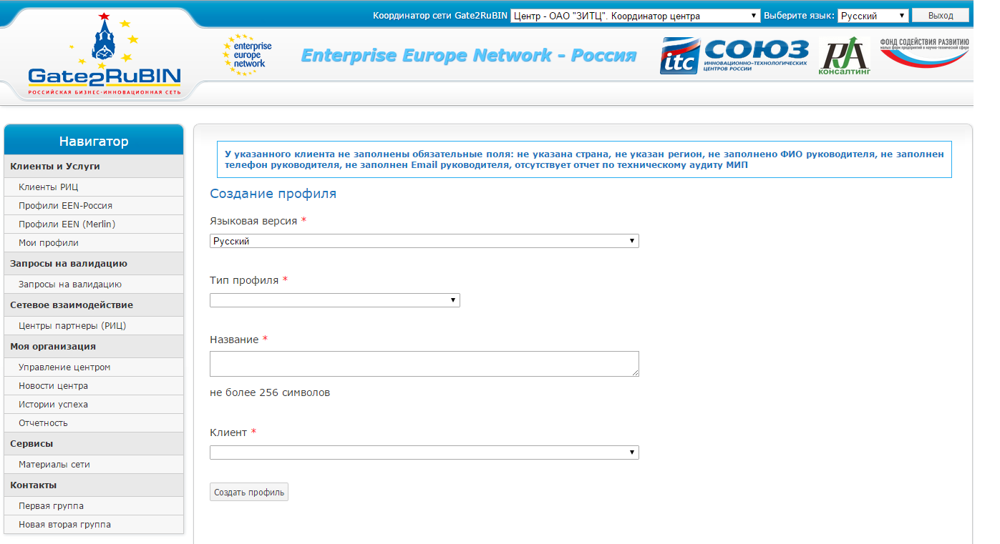 Координатор сети Gate2RuBIN Центр - ОАО "ЗИТЦ". Координатор центра Выберите язык: Русский Выход
Gate2RuBIN
РОССИЙСКАЯ БИЗНЕС-ИННОВАЦИОННАЯ СЕТЬ
enterprise
europe
network
Enterprise Europe Network – Россия
itc
СОЮЗ
ИННОВАЦИОННО-ТЕХНОЛОГИЧЕСКИХ
ЦЕНТРОВ РОССИИ
КОНСАЛТИНГ
ФОНД СОДЕЙСТВИЯ РАЗВИТИЮ
малых форм предприятий в научно-технической сфере
Навигатор
Клиенты и Услуги
Клиенты РИЦ
Профили EEN-Россия
Профили EEN (Merlin)
Мои профили
Запросы на валидацию
Запросы на валидацию
Сетевое взаимодействие
Центры партнеры (РИЦ)
Моя организация
Управление центром
Новости центра
Истории успеха
Отчетность
Сервисы
Материалы сети
Контакты
Первая группа
Новая вторая группа
У указанного клиента не заполнены обязательные поля: не указана страна, не указан регион, не заполнено ФИО руководителя, не заполнен
телефон руководителя, не заполнен Email руководителя, отсутствует отчет по техническому аудиту МИП
Создание профиля
Языковая версия *
Русский
Тип профиля *
Название *
не более 256 символов
Клиент *
Создать профиль